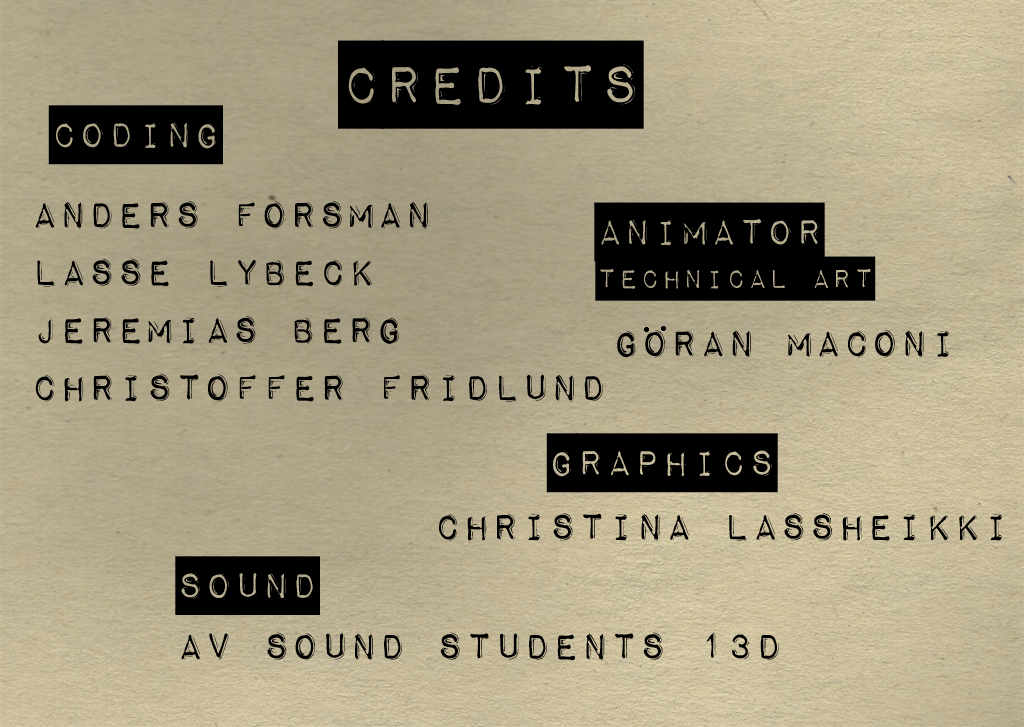 CREDITS
CODING
ANDERS FORSMAN
LASSE LYBECK
JEREMIAS BERG
CHRISTOFFER FRIDLUND
ANIMATOR
TECHNICAL ART
GÖRAN MACONI
GRAPHICS
CHRISTINA LASSHEIKKI
SOUND
AV SOUND STUDENTS 13D